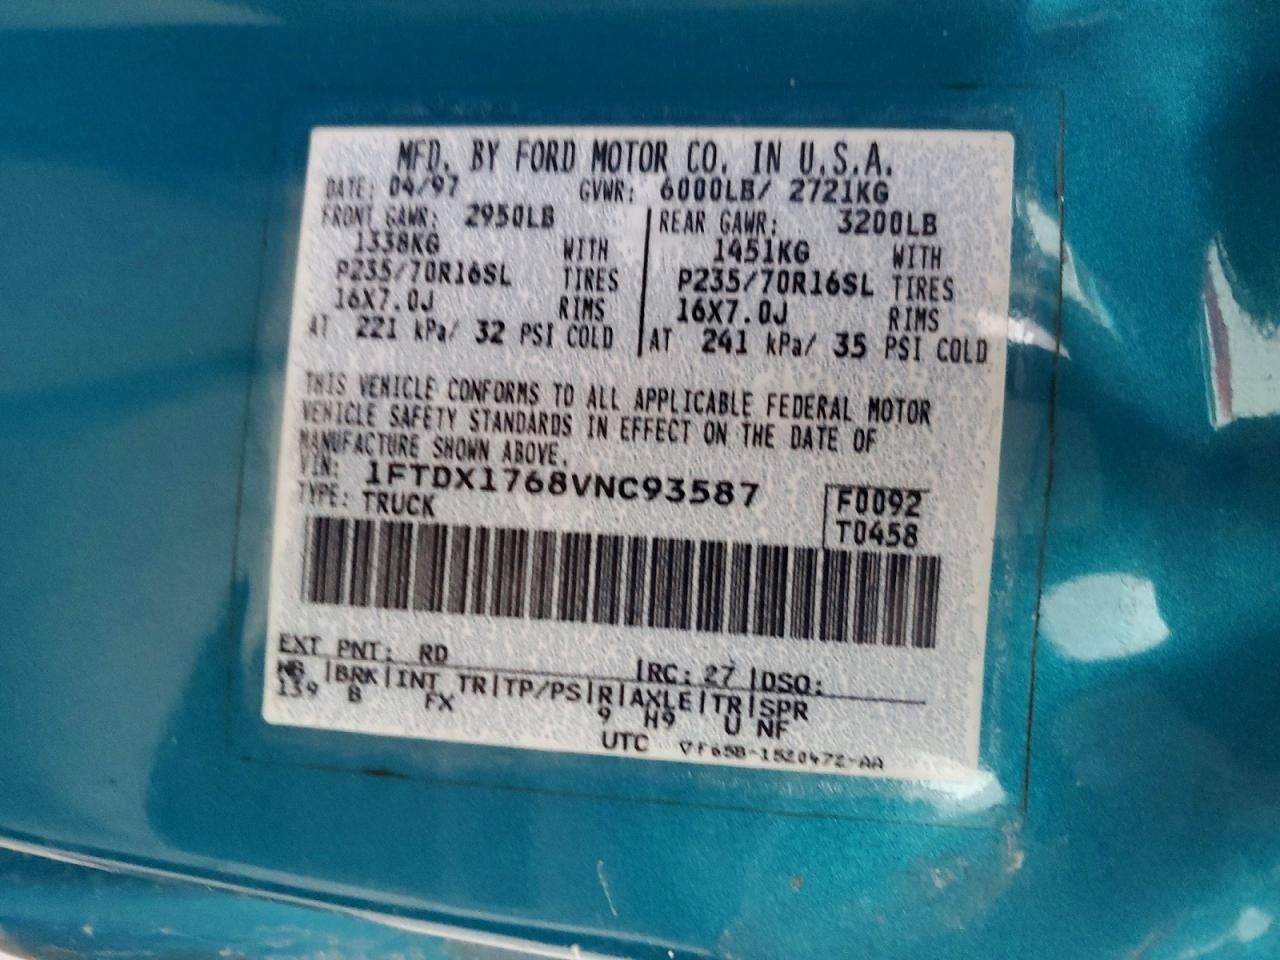 MFD. BY FORD MOTOR CO. IN U.S.A.
DATE: 04/97 GVWR: 6000LB/ 2721KG
FRONT GAWR: 2950LB REAR GAWR: 3200LB
1338KG WITH 1451KG WITH
P235/70R16SL TIRES P235/70R16SL TIRES
16X7.0J RIMS 16X7.0J RIMS
AT 221 kPa/ 32 PSI COLD AT 241 kPa/ 35 PSI COLD
THIS VEHICLE CONFORMS TO ALL APPLICABLE FEDERAL MOTOR
VEHICLE SAFETY STANDARDS IN EFFECT ON THE DATE OF
MANUFACTURE SHOWN ABOVE.
VIN: 1FTDX1768VNC93587 F0092
TYPE: TRUCK T0458
EXT PNT: RD RC: 27 DSO:
WB BRK INT TR TP/PS R AXLE TR SPR
139 B FX 9 H9 U NF
UTC ▽F65B-1520472-AA